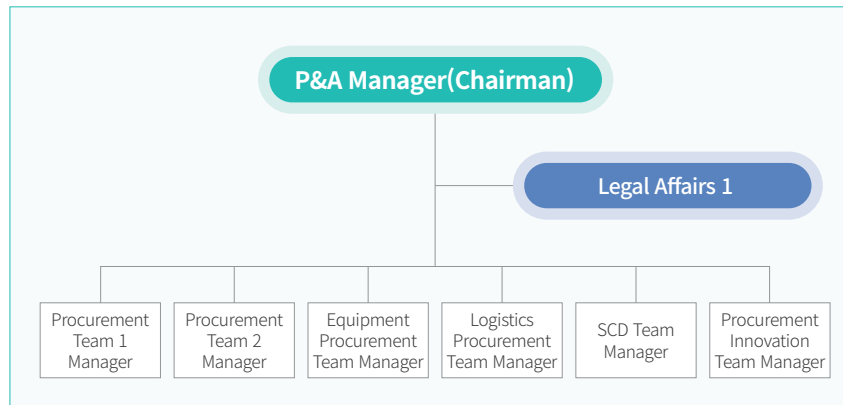 P&A Manager(Chairman)
Legal Affairs 1
Procurement
Team 1
Manager
Procurement
Team 2
Manager
Equipment
Procurement
Team Manager
Logistics
Procurement
Team Manager
SCD Team
Manager
Procurement
Innovation
Team Manager